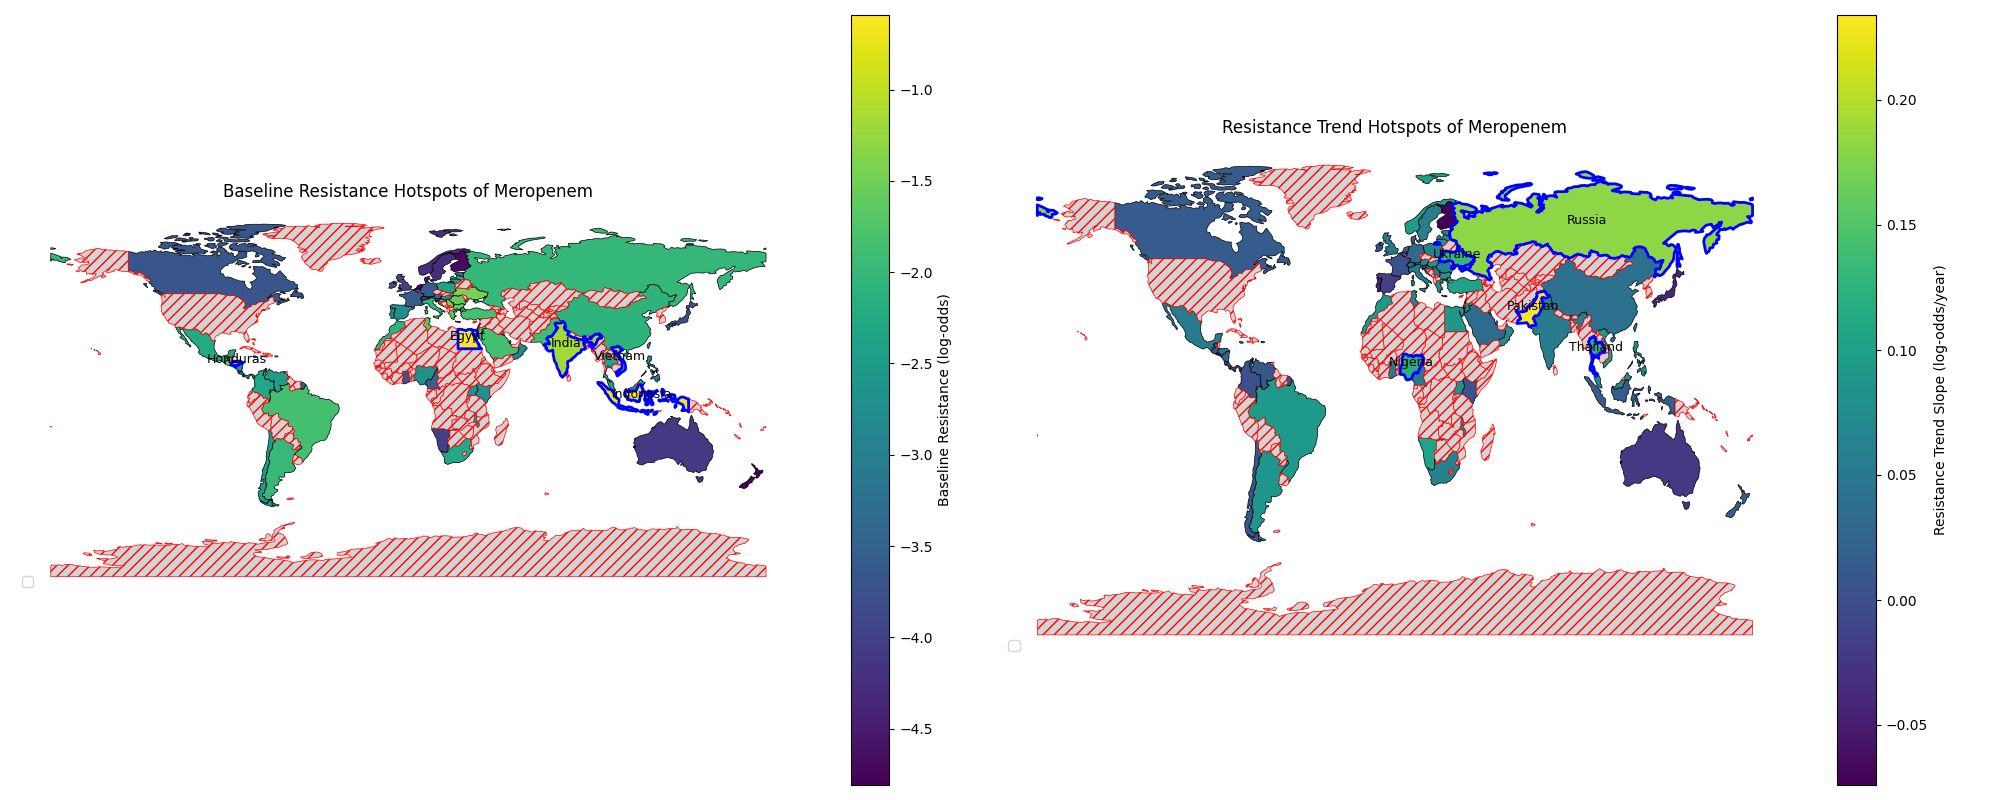 Baseline Resistance Hotspots of Meropenem
Honduras
Egypt
India
Vietnam
Indonesia
−1.0
−1.5
−2.0
−2.5
−3.0
−3.5
−4.0
−4.5
Baseline Resistance (log-odds)
Resistance Trend Hotspots of Meropenem
Russia
Ukraine
Pakistan
Thailand
Nigeria
0.20
0.15
0.10
0.05
0.00
−0.05
Resistance Trend Slope (log-odds/year)